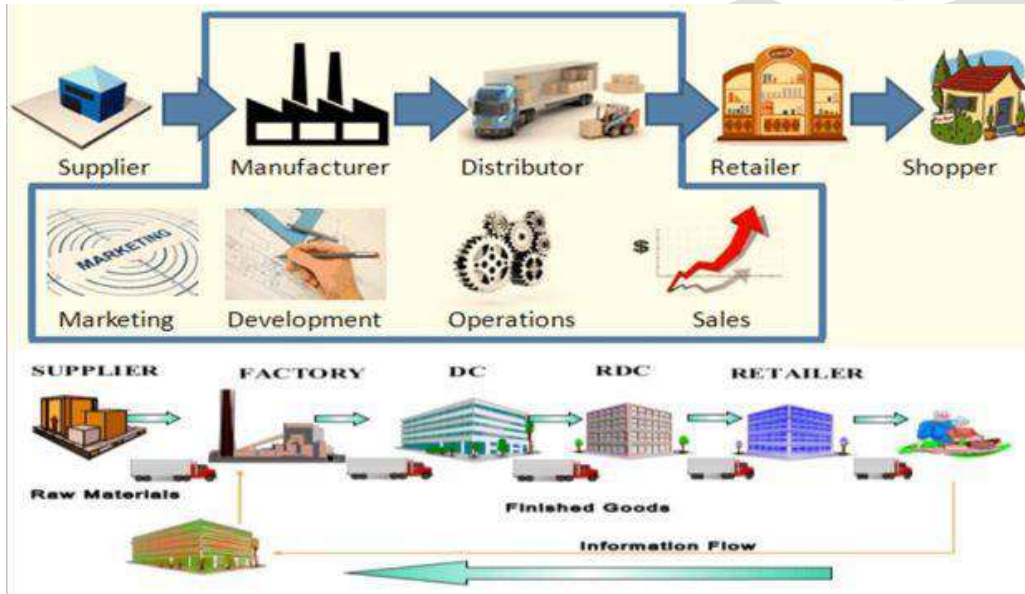 Supplier Manufacturer Distributor Retailer Shopper
MARKETING
$
Marketing Development Operations Sales
SUPPLIER FACTORY DC RDC RETAILER
Raw Materials
Finished Goods
Information Flow